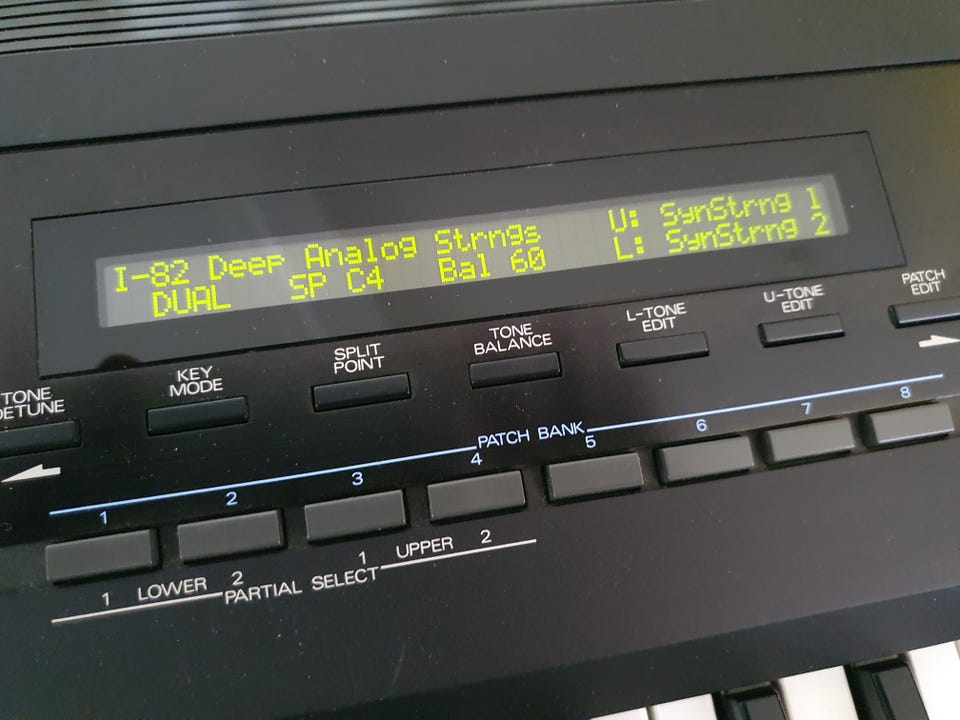 I-82 Deep Analog Strngs U: SynStrng 1
DUAL SP C4 Bal 60 L: SynStrng 2
TONE DETUNE
KEY MODE
SPLIT POINT
TONE BALANCE
L-TONE EDIT
U-TONE EDIT
PATCH EDIT
PATCH BANK
1 2 3 4 5 6 7 8
1 LOWER 2 1 UPPER 2
PARTIAL SELECT